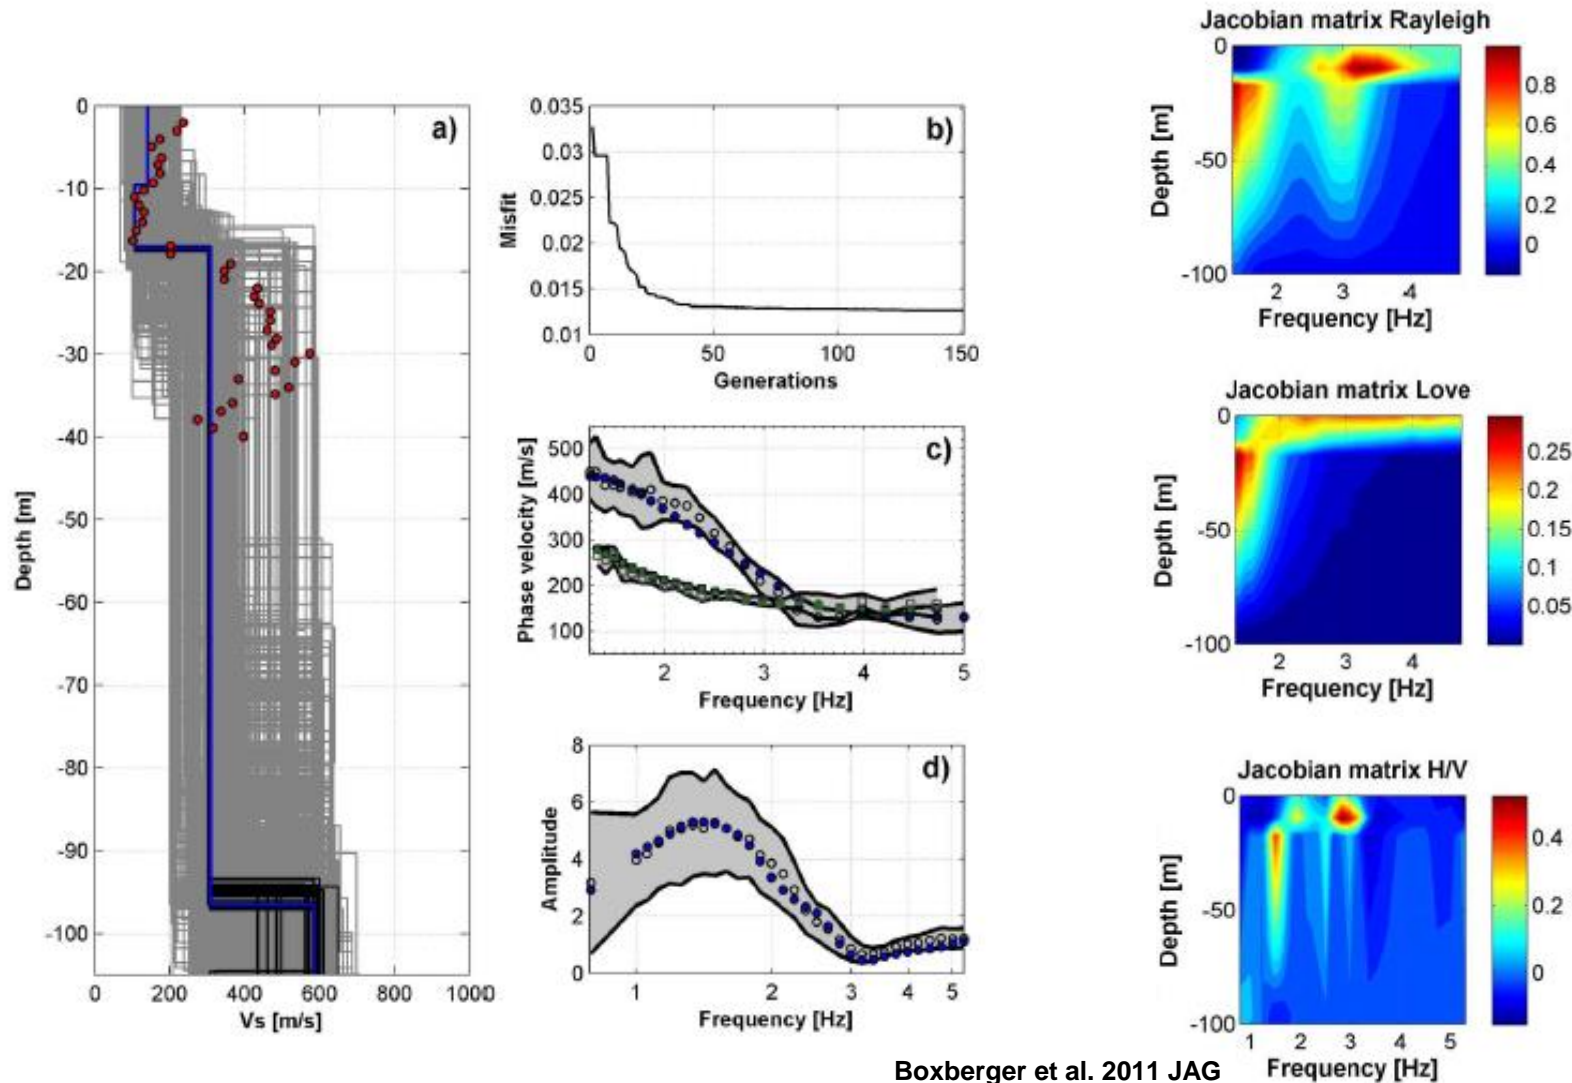 a)
0
-10
-20
-30
-40
-50
-60
-70
-80
-90
-100
Depth [m]
0 200 400 600 800 1000
Vs [m/s]
b)
0.035
0.03
0.025
0.02
0.015
0.01
Misfit
0 50 100 150
Generations
c)
500
400
300
200
100
Phase velocity [m/s]
2 3 4 5
Frequency [Hz]
d)
8
6
4
2
0
Amplitude
1 2 3 4 5
Frequency [Hz]
Jacobian matrix Rayleigh
0
-50
-100
Depth [m]
2 3 4
Frequency [Hz]
0.8
0.6
0.4
0.2
0
Jacobian matrix Love
0
-50
-100
Depth [m]
2 3 4
Frequency [Hz]
0.25
0.2
0.15
0.1
0.05
Jacobian matrix H/V
0
-50
-100
Depth [m]
1 2 3 4 5
Frequency [Hz]
0.4
0.2
0
Boxberger et al. 2011 JAG